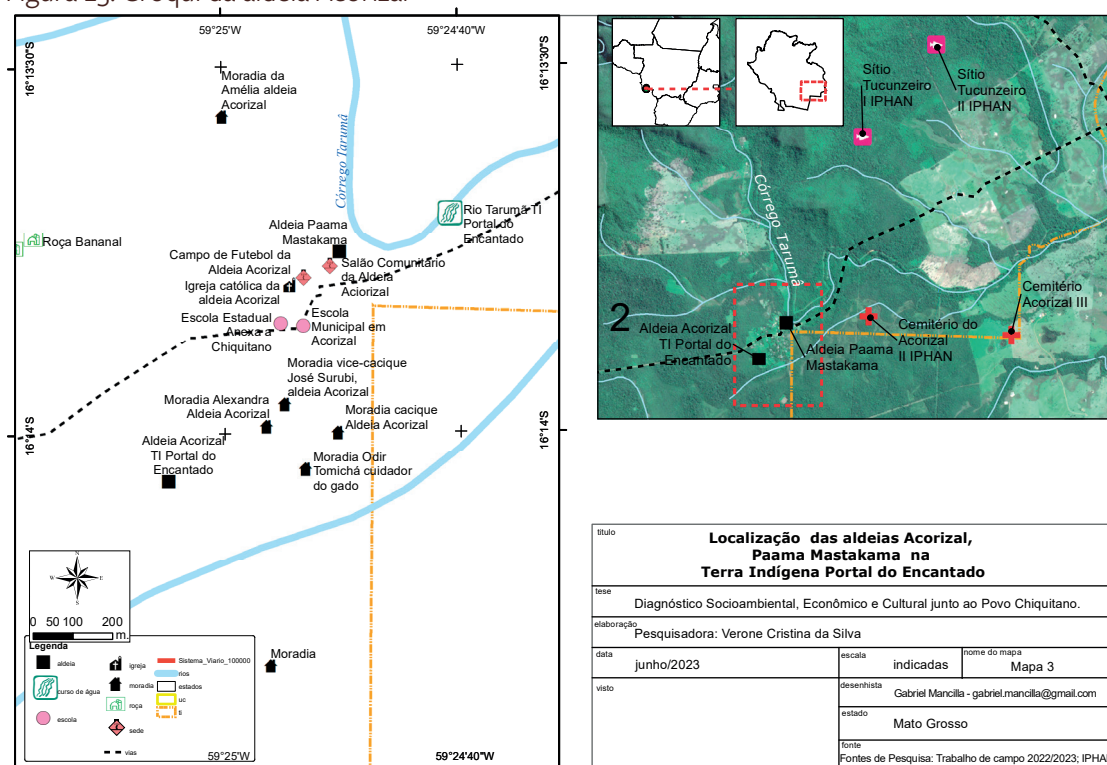 Figura 25. Croqui da aldeia Acorizal
59°25'W
59°24'40"W
16°13'30"S
16°13'30"S
Moradia da
Amélia aldeia
Acorizal
Córrego Tarumã
Rio Tarumã TI
Portal do
Encantado
Roça Bananal
Aldeia Paama
Mastakama
Campo de Futebol da
Aldeia Acorizal
Salão Comunitário
da Aldeia
Aciorizal
Igreja católica da
aldeia Acorizal
Escola Estadual
Anexa a
Chiquitano
Escola
Municipal em
Acorizal
Moradia vice-cacique
José Surubi,
aldeia Acorizal
Moradia Alexandra
Aldeia Acorizal
Moradia cacique
Aldeia Acorizal
16°14'S
16°14'S
Aldeia Acorizal
TI Portal do
Encantado
Moradia Odir
Tomichá cuidador
do gado
Moradia
N
W
E
S
0 50 100 200
m.
Legenda
aldeia
curso de água
escola
igreja
moradia
roça
sede
vias
Sistema_Viario_100000
rios
estados
uc
ti
59°25'W
59°24'40"W
Sítio
Tucunzeiro
II IPHAN
Sítio
Tucunzeiro
I IPHAN
Córrego Tarumã
2
Aldeia Acorizal
TI Portal do
Encantado
Aldeia Paama
Mastakama
Cemitério do
Acorizal
II IPHAN
Cemitério
Acorizal III
título
Localização das aldeias Acorizal,
Paama Mastakama na
Terra Indígena Portal do Encantado
tese
Diagnóstico Socioambiental, Econômico e Cultural junto ao Povo Chiquitano.
elaboração
Pesquisadora: Verone Cristina da Silva
data
junho/2023
escala
indicadas
nome do mapa
Mapa 3
visto
desenhista
Gabriel Mancilla - gabriel.mancilla@gmail.com
estado
Mato Grosso
fonte
Fontes de Pesquisa: Trabalho de campo 2022/2023; IPHAN